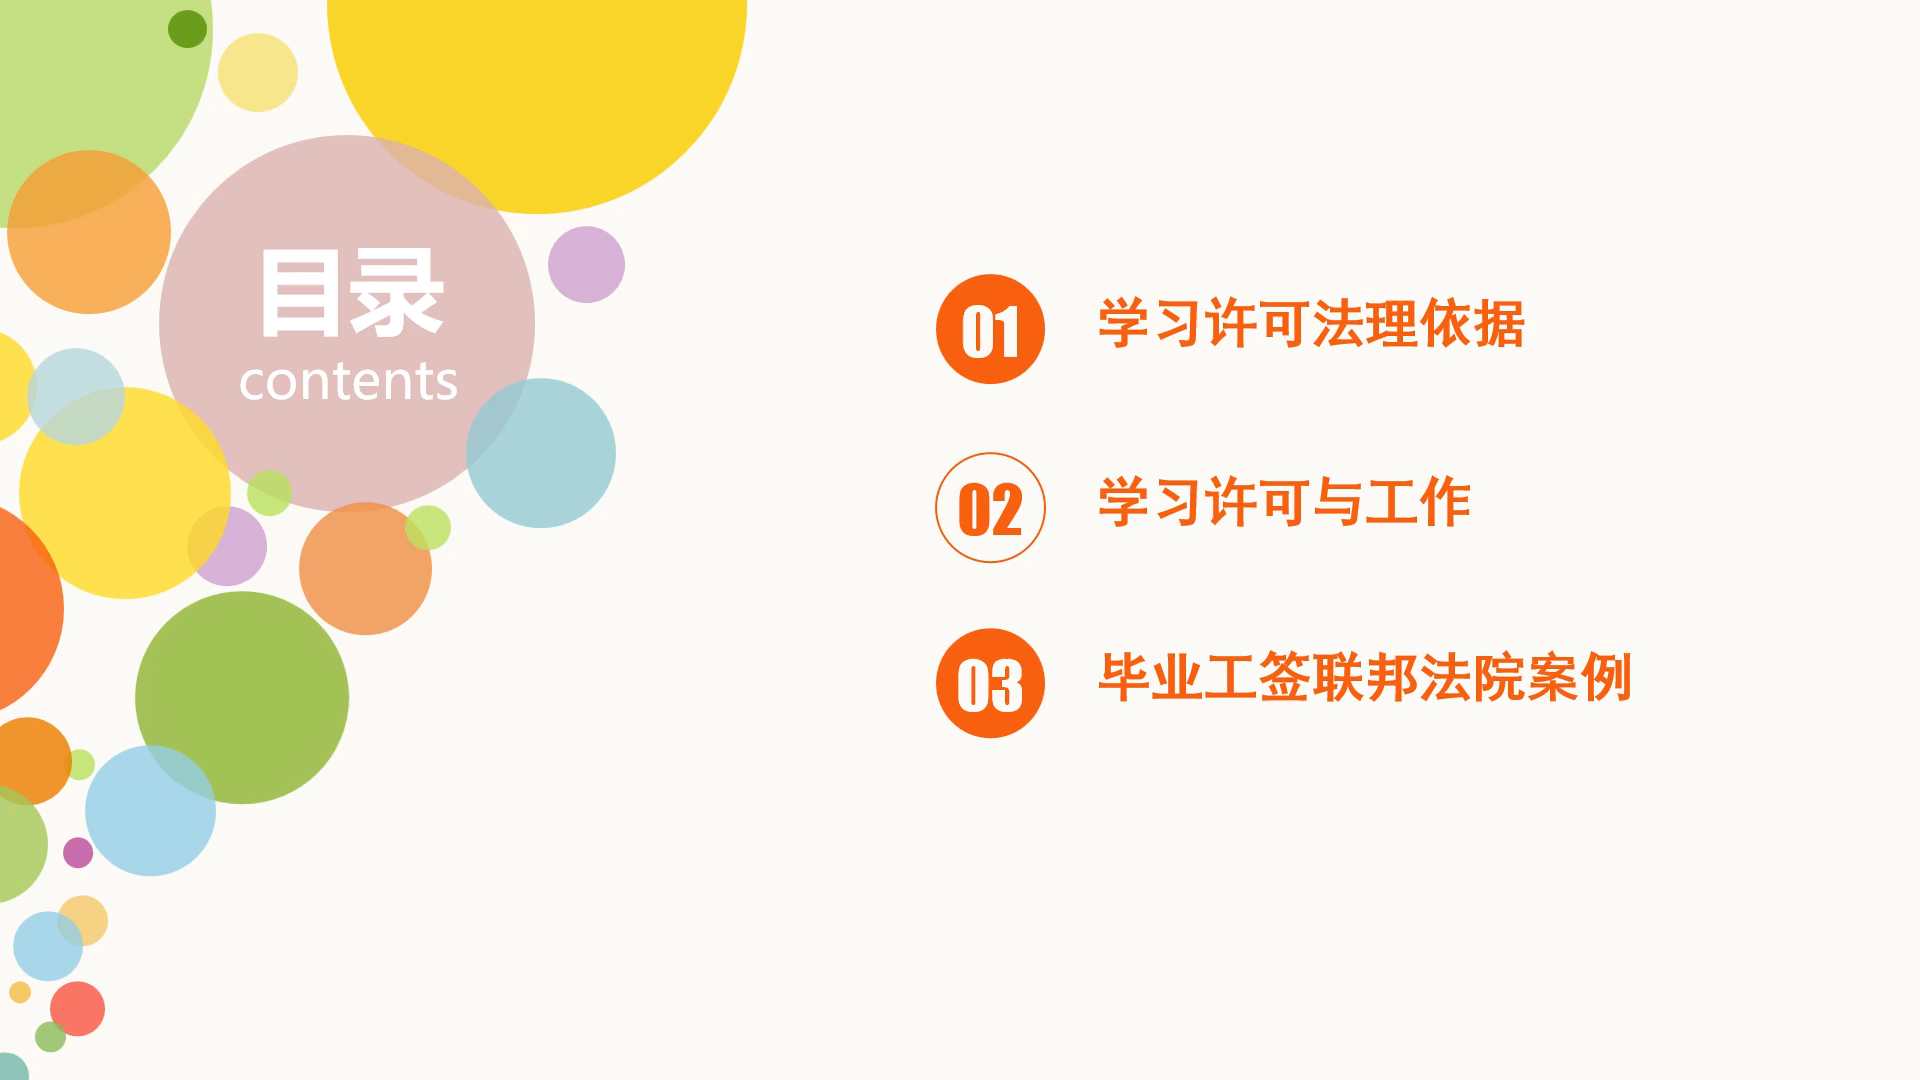 目录
contents
01 学习许可法理依据
02 学习许可与工作
03 毕业工签联邦法院案例